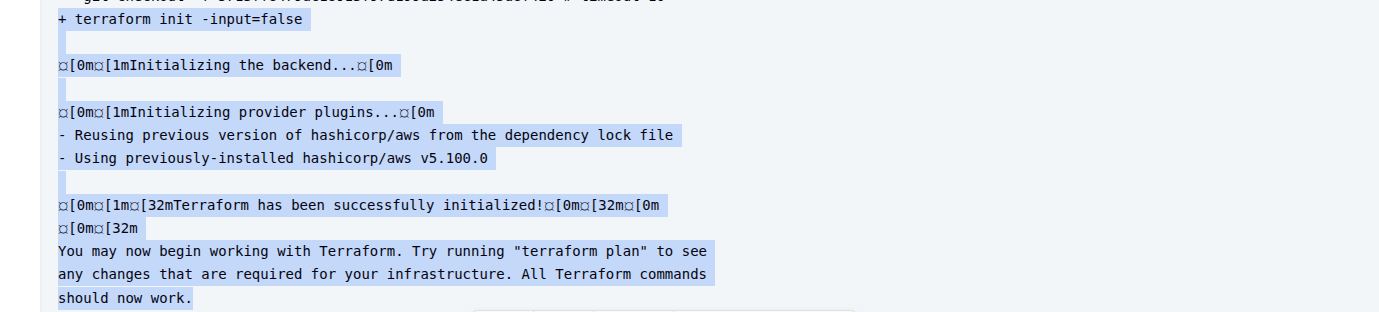 + terraform init -input=false
¤[0m¤[1mInitializing the backend...¤[0m
¤[0m¤[1mInitializing provider plugins...¤[0m
- Reusing previous version of hashicorp/aws from the dependency lock file
- Using previously-installed hashicorp/aws v5.100.0
¤[0m¤[1m¤[32mTerraform has been successfully initialized!¤[0m¤[32m¤[0m
¤[0m¤[32m
You may now begin working with Terraform. Try running "terraform plan" to see
any changes that are required for your infrastructure. All Terraform commands
should now work.